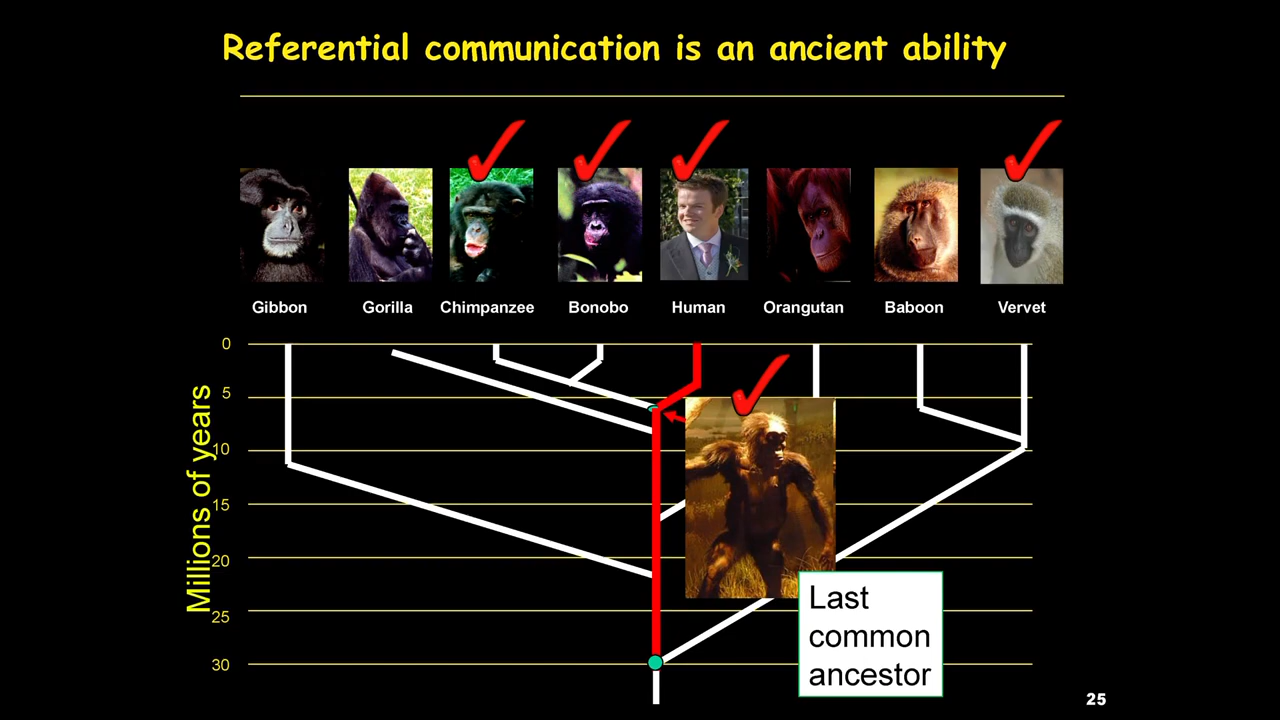 Referential communication is an ancient ability
Gibbon
Gorilla
Chimpanzee
Bonobo
Human
Orangutan
Baboon
Vervet
Millions of years
0
5
10
15
20
25
30
Last
common
ancestor
25